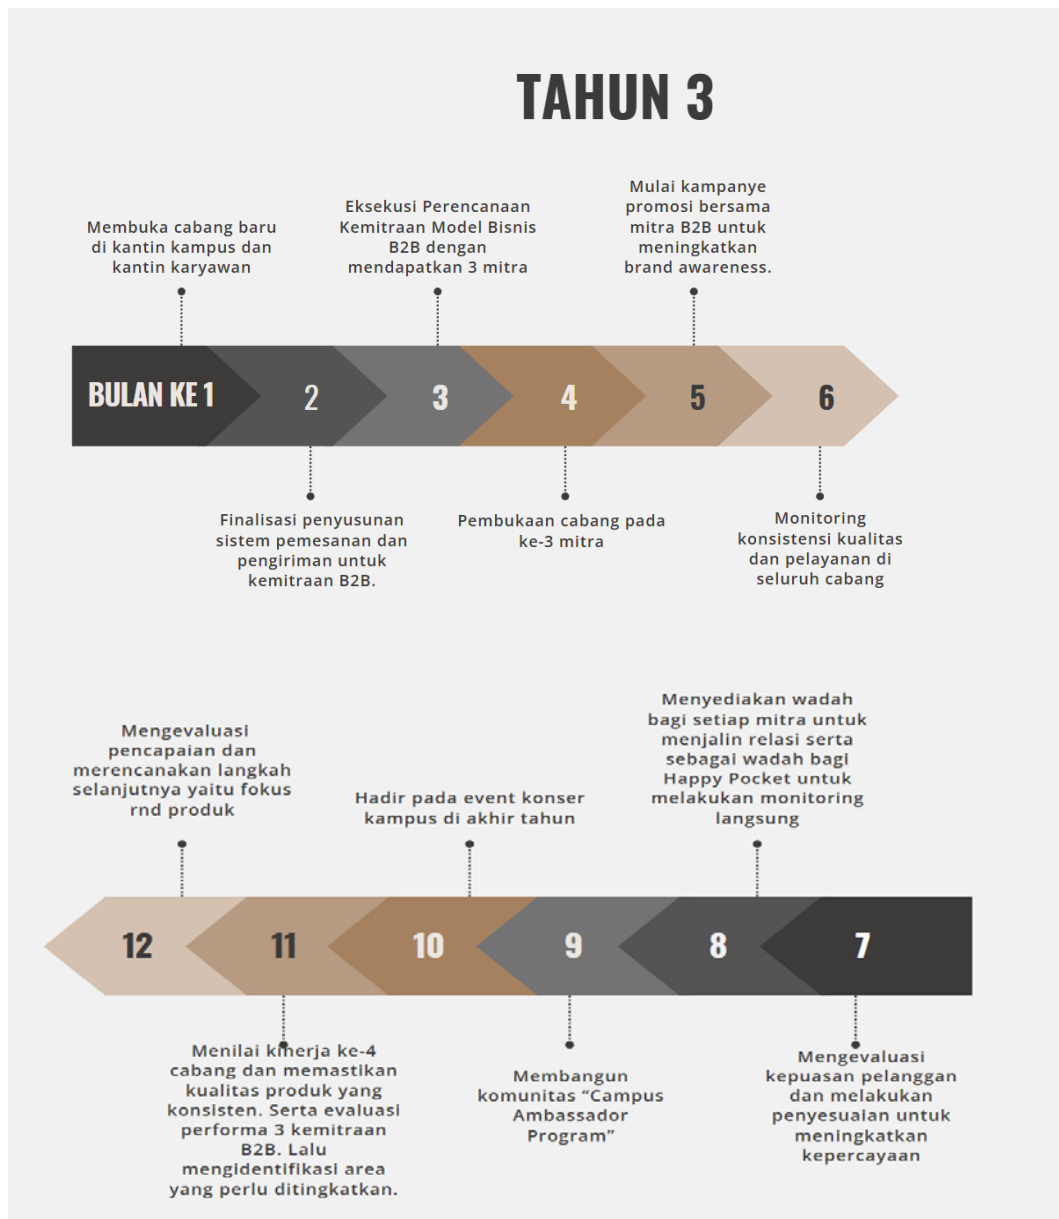 TAHUN 3
Membuka cabang baru
di kantin kampus dan
kantin karyawan
Eksekusi Perencanaan
Kemitraan Model Bisnis
B2B dengan
mendapatkan 3 mitra
Mulai kampanye
promosi bersama
mitra B2B untuk
meningkatkan
brand awareness.
BULAN KE 1
2
3
4
5
6
Finalisasi penyusunan
sistem pemesanan dan
pengiriman untuk
kemitraan B2B.
Pembukaan cabang pada
ke-3 mitra
Monitoring
konsistensi kualitas
dan pelayanan di
seluruh cabang
Mengevaluasi
pencapaian dan
merencanakan langkah
selanjutnya yaitu fokus
rnd produk
Hadir pada event konser
kampus di akhir tahun
Menyediakan wadah
bagi setiap mitra untuk
menjalin relasi serta
sebagai wadah bagi
Happy Pocket untuk
melakukan monitoring
langsung
12
11
10
9
8
7
Menilai kinerja ke-4
cabang dan memastikan
kualitas produk yang
konsisten. Serta evaluasi
performa 3 kemitraan
B2B. Lalu
mengidentifikasi area
yang perlu ditingkatkan.
Membangun
komunitas “Campus
Ambassador
Program”
Mengevaluasi
kepuasan pelanggan
dan melakukan
penyesuaian untuk
meningkatkan
kepercayaan